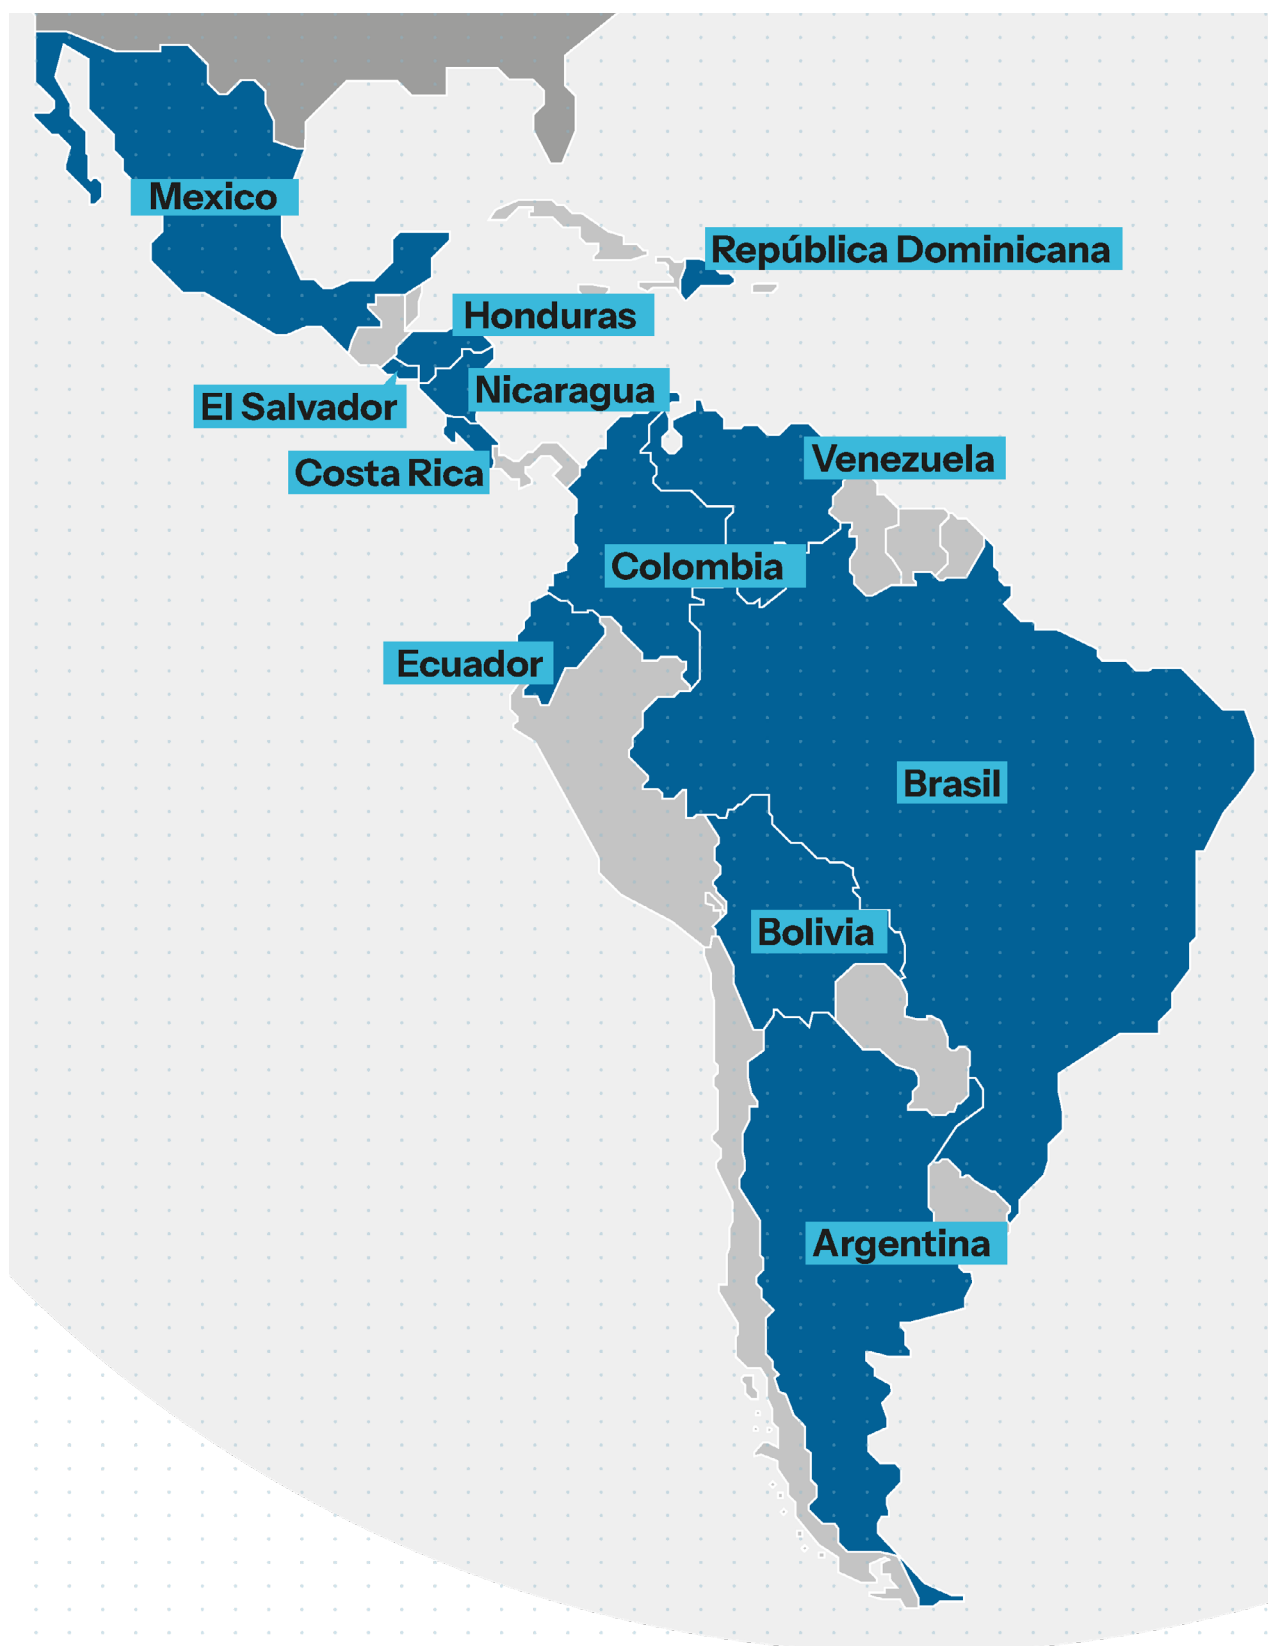 Mexico
República Dominicana
Honduras
Nicaragua
El Salvador
Costa Rica
Venezuela
Colombia
Ecuador
Brasil
Bolivia
Argentina